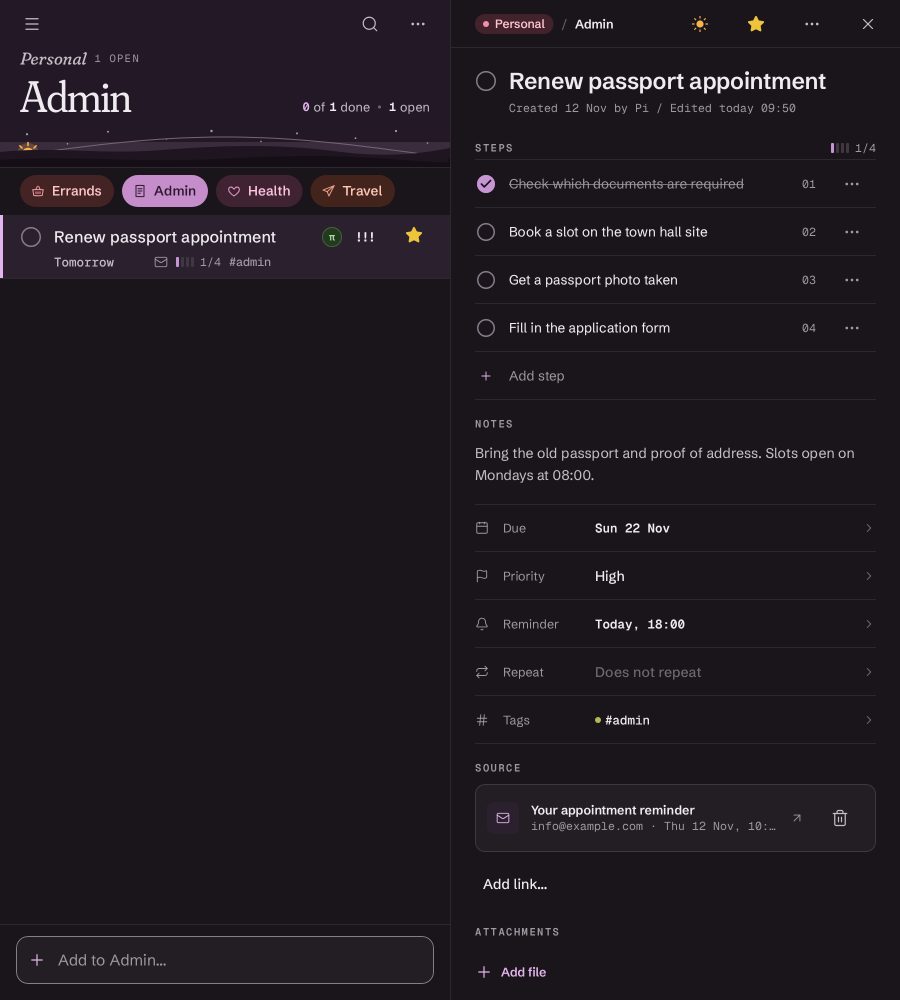 Personal 1 OPEN
Admin
0 of 1 done • 1 open
Errands
Admin
Health
Travel
Renew passport appointment π !!!
Tomorrow 1/4 #admin
+ Add to Admin...
Personal / Admin
Renew passport appointment
Created 12 Nov by Pi / Edited today 09:50
STEPS 1/4
Check which documents are required 01
Book a slot on the town hall site 02
Get a passport photo taken 03
Fill in the application form 04
+ Add step
NOTES
Bring the old passport and proof of address. Slots open on
Mondays at 08:00.
Due Sun 22 Nov
Priority High
Reminder Today, 18:00
Repeat Does not repeat
Tags #admin
SOURCE
Your appointment reminder
info@example.com · Thu 12 Nov, 10:…
Add link...
ATTACHMENTS
+ Add file